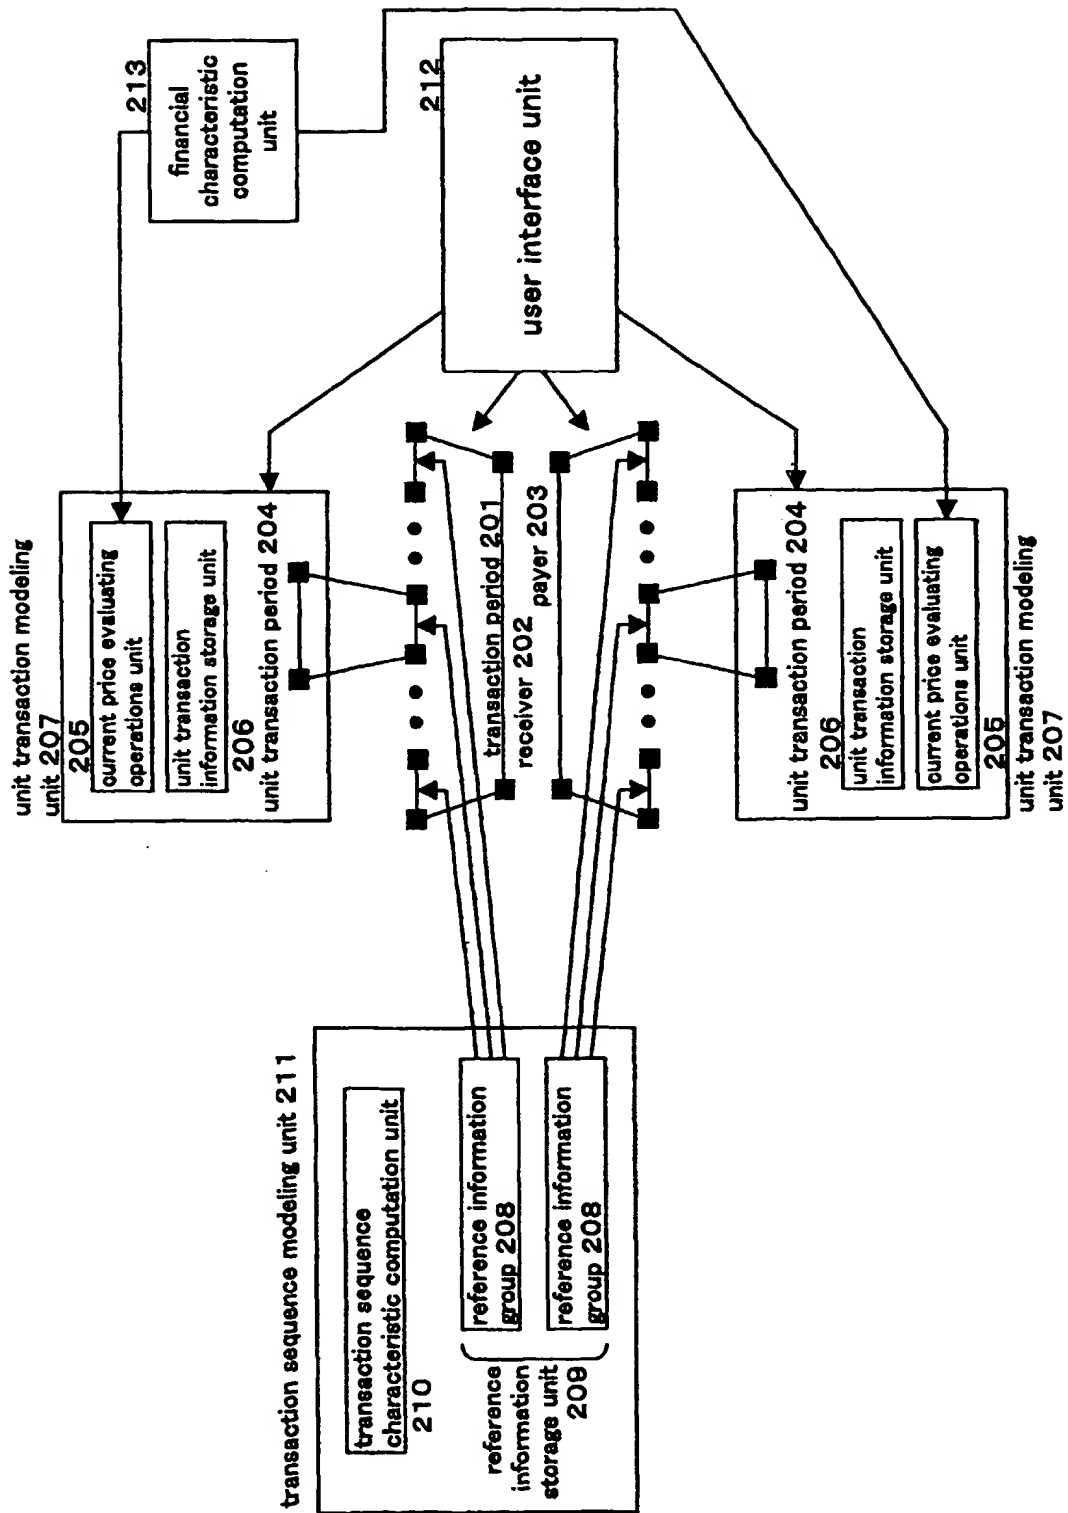 transaction sequence modeling unit 211
transaction sequence
characteristic computation unit
210
reference information
group 208
reference information
group 208
reference
information
storage unit
209
unit transaction modeling
unit 207
205
current price evaluating
operations unit
unit transaction
information storage unit
206
unit transaction period 204
transaction period 201
receiver 202
payer 203
unit transaction period 204
206
unit transaction
information storage unit
current price evaluating
operations unit
205
unit transaction modeling
unit 207
213
financial
characteristic
computation
unit
212
user interface unit